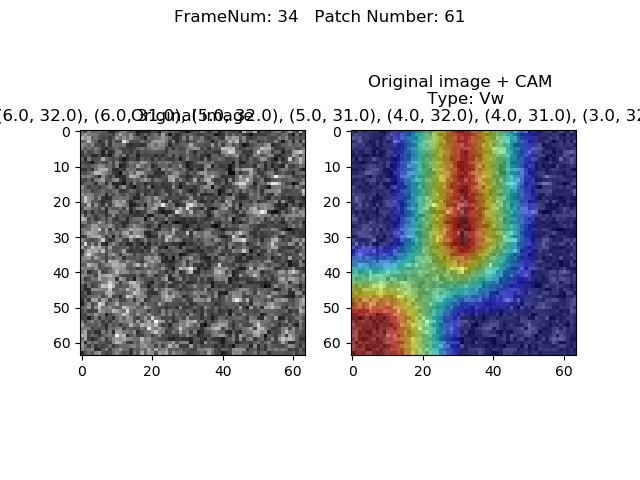 FrameNum: 34   Patch Number: 61
Original image + CAM
Type: Vw
(6.0, 32.0), (6.0, 31.0), (5.0, 32.0), (5.0, 31.0), (4.0, 32.0), (4.0, 31.0), (3.0, 32
Original image
0
10
20
30
40
50
60
0 20 40 60
0
10
20
30
40
50
60
0 20 40 60